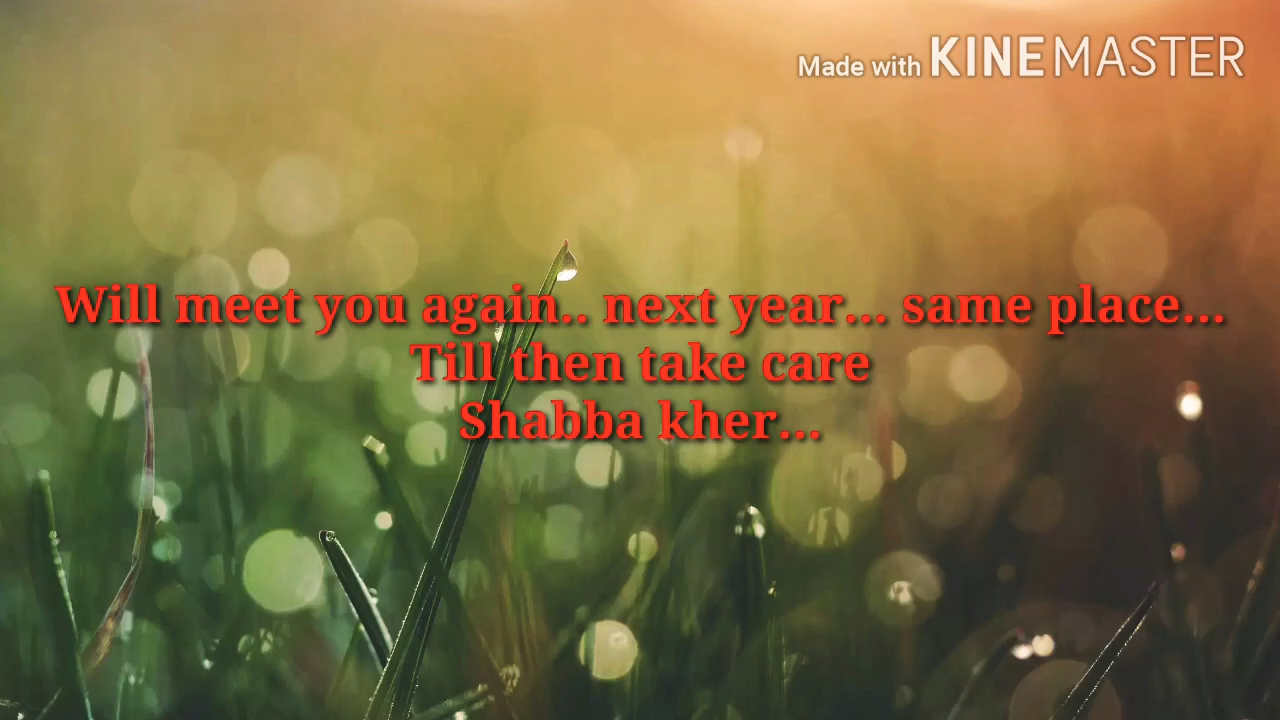 Made with KINEMASTER
Will meet you again.. next year... same place...
Till then take care
Shabba kher...